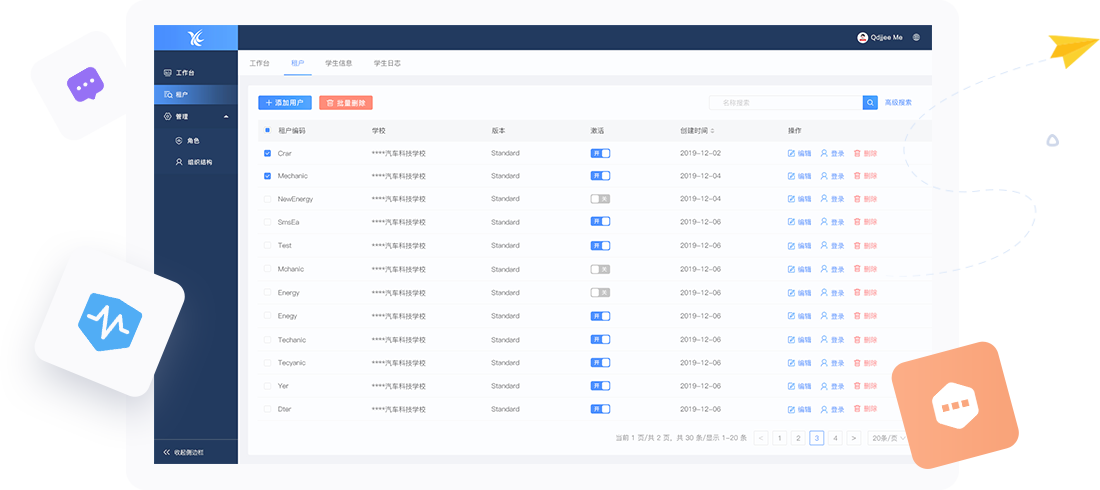 Qdjjee Me
工作台
租户
管理
角色
组织结构
收起侧边栏
工作台 租户 学生信息 学生日志
+ 添加用户 批量删除 名称搜索 高级搜索
租户编码 学校 版本 激活 创建时间 操作
Crar ****汽车科技学校 Standard 开 2019-12-02 编辑 登录 删除
Mechanic ****汽车科技学校 Standard 开 2019-12-04 编辑 登录 删除
NewEnergy ****汽车科技学校 Standard 关 2019-12-04 编辑 登录 删除
SmsEa ****汽车科技学校 Standard 开 2019-12-06 编辑 登录 删除
Test ****汽车科技学校 Standard 开 2019-12-06 编辑 登录 删除
Mchanic ****汽车科技学校 Standard 关 2019-12-06 编辑 登录 删除
Energy ****汽车科技学校 Standard 关 2019-12-06 编辑 登录 删除
Enegy ****汽车科技学校 Standard 开 2019-12-06 编辑 登录 删除
Techanic ****汽车科技学校 Standard 开 2019-12-06 编辑 登录 删除
Tecyanic ****汽车科技学校 Standard 开 2019-12-06 编辑 登录 删除
Yer ****汽车科技学校 Standard 开 2019-12-06 编辑 登录 删除
Dter ****汽车科技学校 Standard 开 2019-12-06 编辑 登录 删除
当前 1 页/共 2 页，共 30 条/显示 1-20 条 < 1 2 3 4 > 20条/页